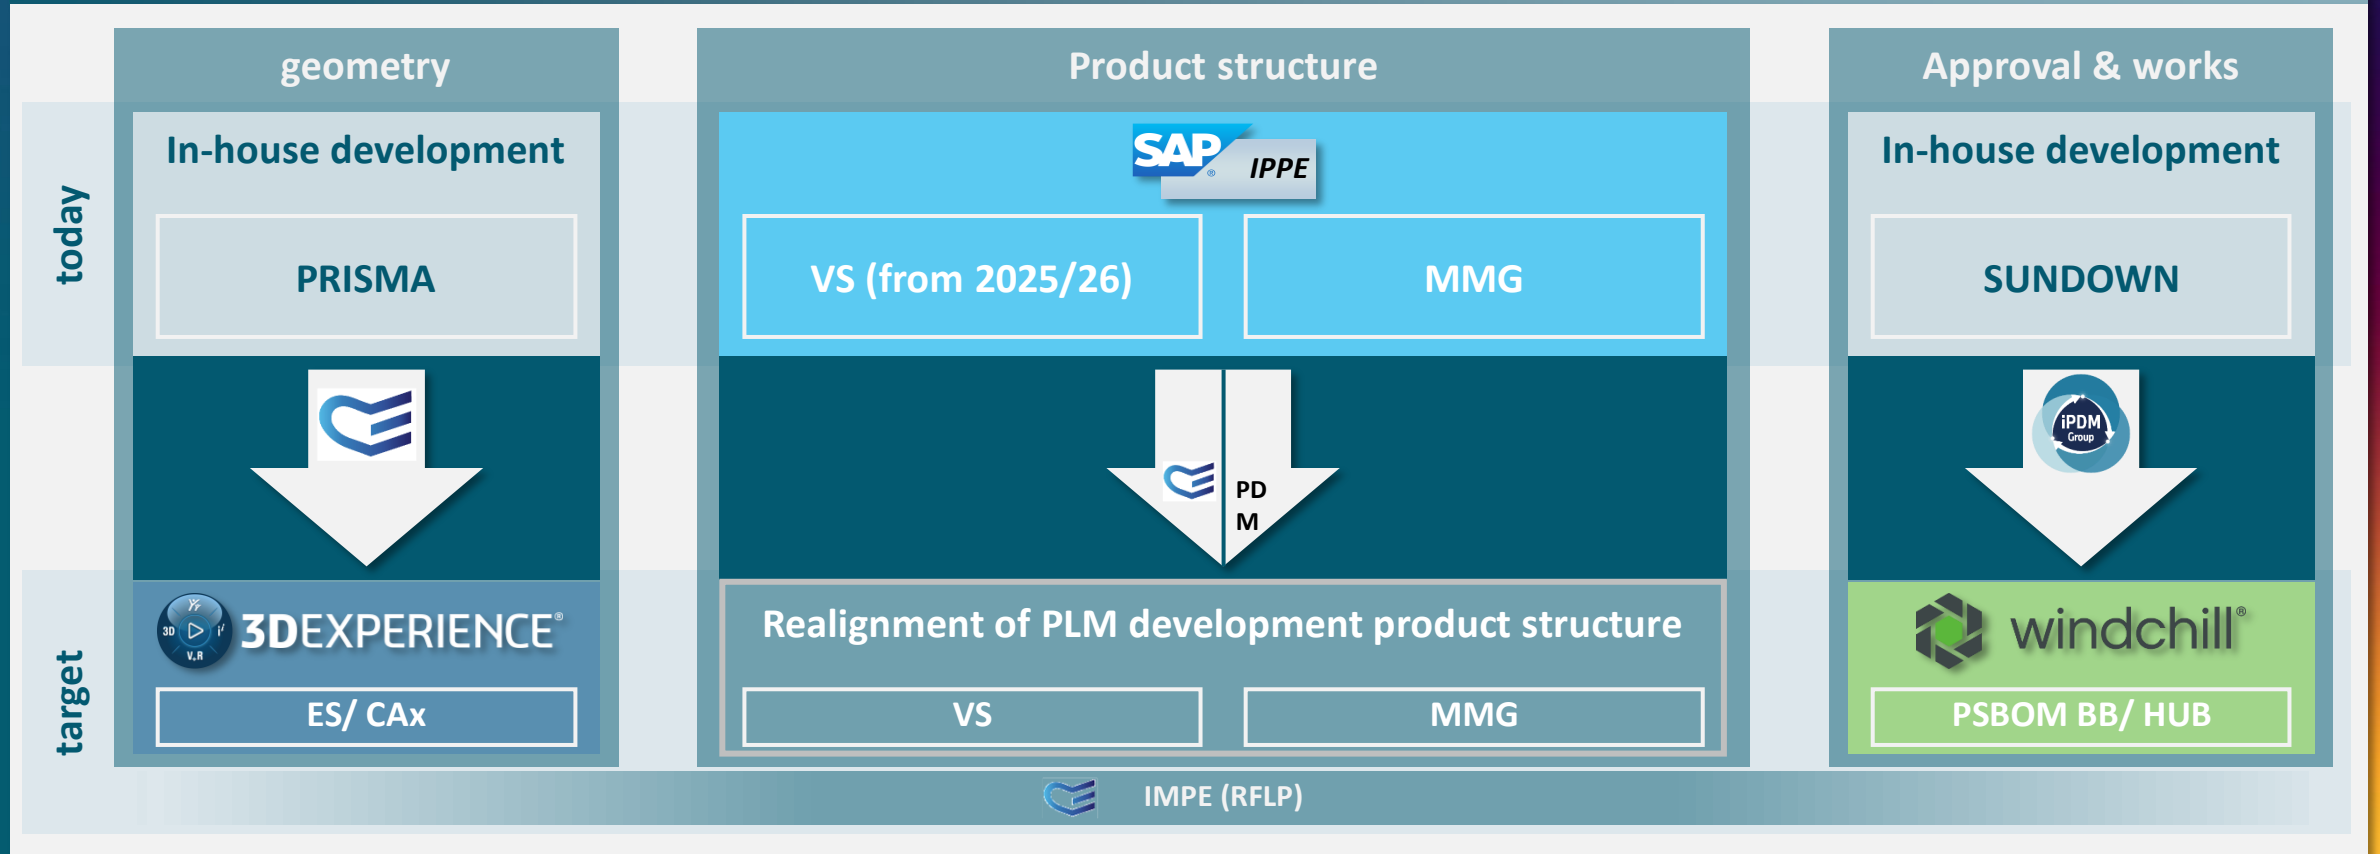 geometry
Product structure
Approval & works
today
In-house development
PRISMA
SAP®
IPPE
VS (from 2025/26)
MMG
In-house development
SUNDOWN
PD
M
iPDM
Group
target
3D
i²
V.R
3DEXPERIENCE®
ES/ CAx
Realignment of PLM development product structure
VS
MMG
windchill®
PSBOM BB/ HUB
IMPE (RFLP)